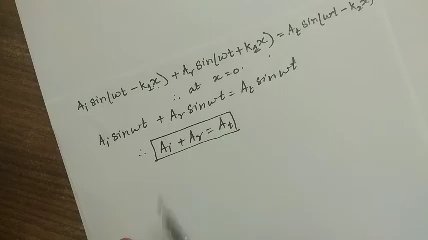 A_i sin(ωt - k_1x) + A_r sin(ωt + k_1x) = A_t sin(ωt - k_2x)
∴ at x = 0.
A_i sin ωt + A_r sin ωt = A_t sin ωt
∴ A_i + A_r = A_t